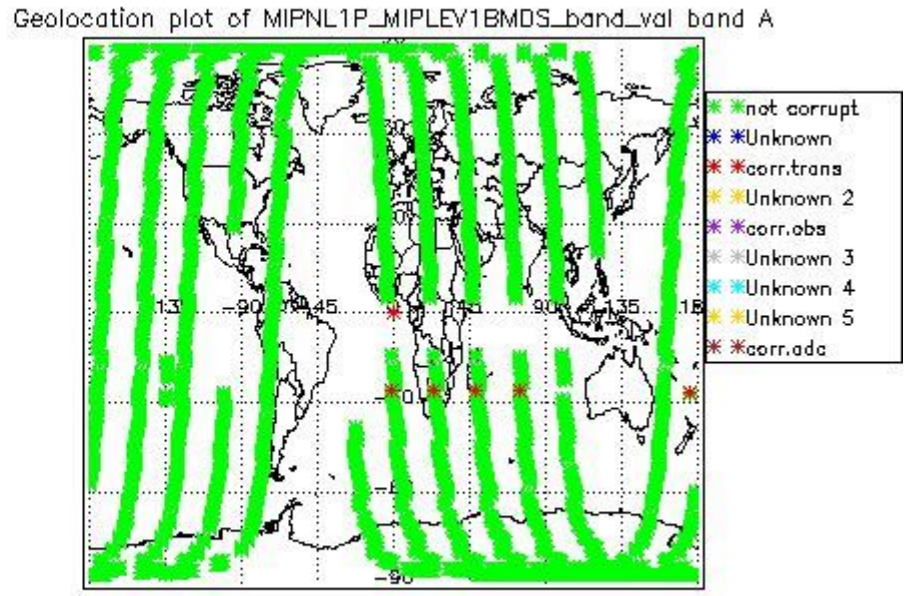 Geolocation plot of MIPNL1P_MIPLEV1BMDS_band_val band A
not corrupt
Unknown
corr.trans
Unknown 2
corr.obs
Unknown 3
Unknown 4
Unknown 5
corr.adc
-90
45
90
135
-90